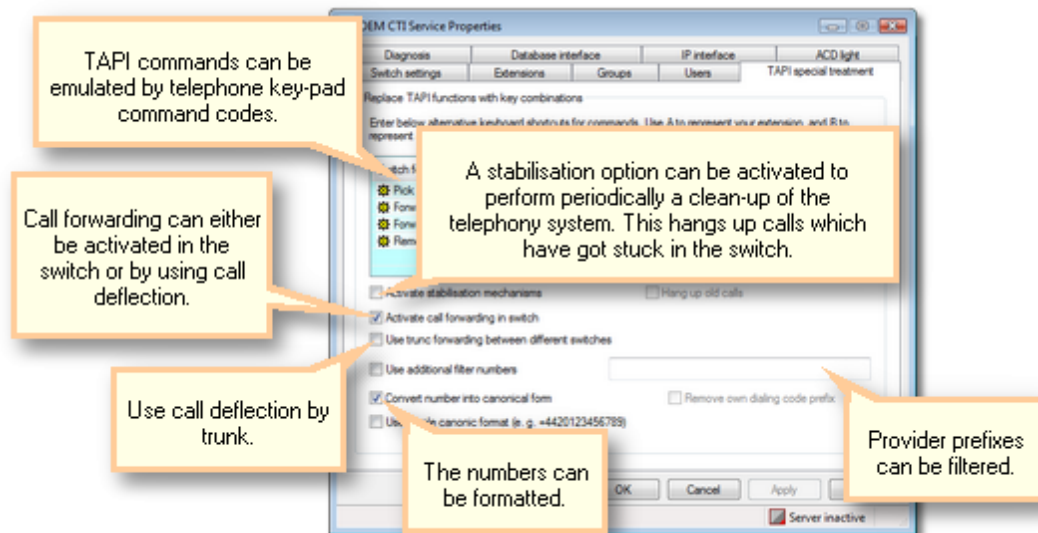 OEM CTI Service Properties
Diagnosis Database interface IP interface ACD light
Switch settings Extensions Groups Users TAPI special treatment
Replace TAPI functions with key combinations
Enter below alternative keyboard shortcuts for commands. Use A to represent your extension, and B to
represent
TAPI commands can be
emulated by telephone key-pad
command codes.
A stabilisation option can be activated to
perform periodically a clean-up of the
telephony system. This hangs up calls which
have got stuck in the switch.
Pick
Call forwarding can either
be activated in the
switch or by using call
deflection.
Activate stabilisation mechanisms Hang up old calls
Activate call forwarding in switch
Use trunc forwarding between different switches
Use additional filter numbers
Convert number into canonical form Remove own dialing code prefix
canonic format (e. g. +4420123456789)
Use call deflection by
trunk.
The numbers can
be formatted.
Provider prefixes
can be filtered.
OK Cancel Apply
Server inactive